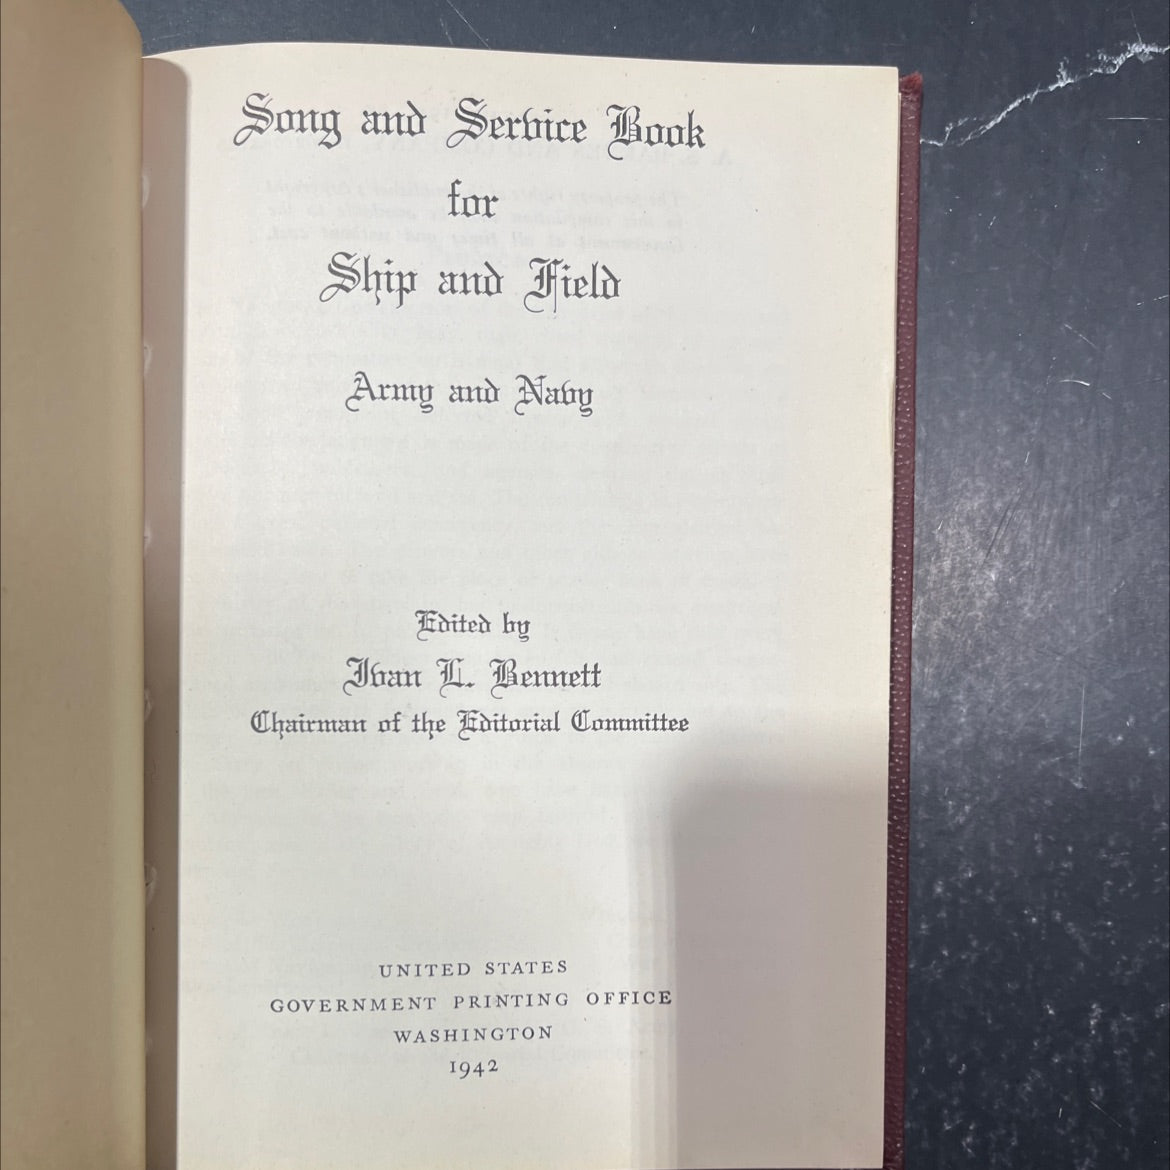 Song and Service Book
for
Ship and Field
Army and Navy
Edited by
Ivan L. Bennett
Chairman of the Editorial Committee
UNITED STATES
GOVERNMENT PRINTING OFFICE
WASHINGTON
1942